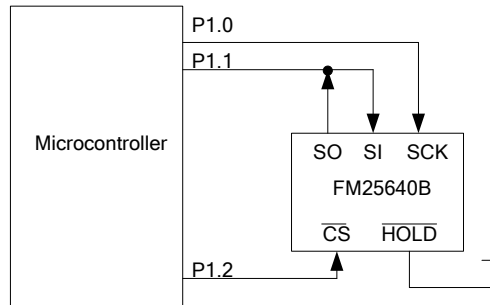 P1.0
P1.1
Microcontroller
SO SI SCK
FM25640B
CS HOLD
P1.2